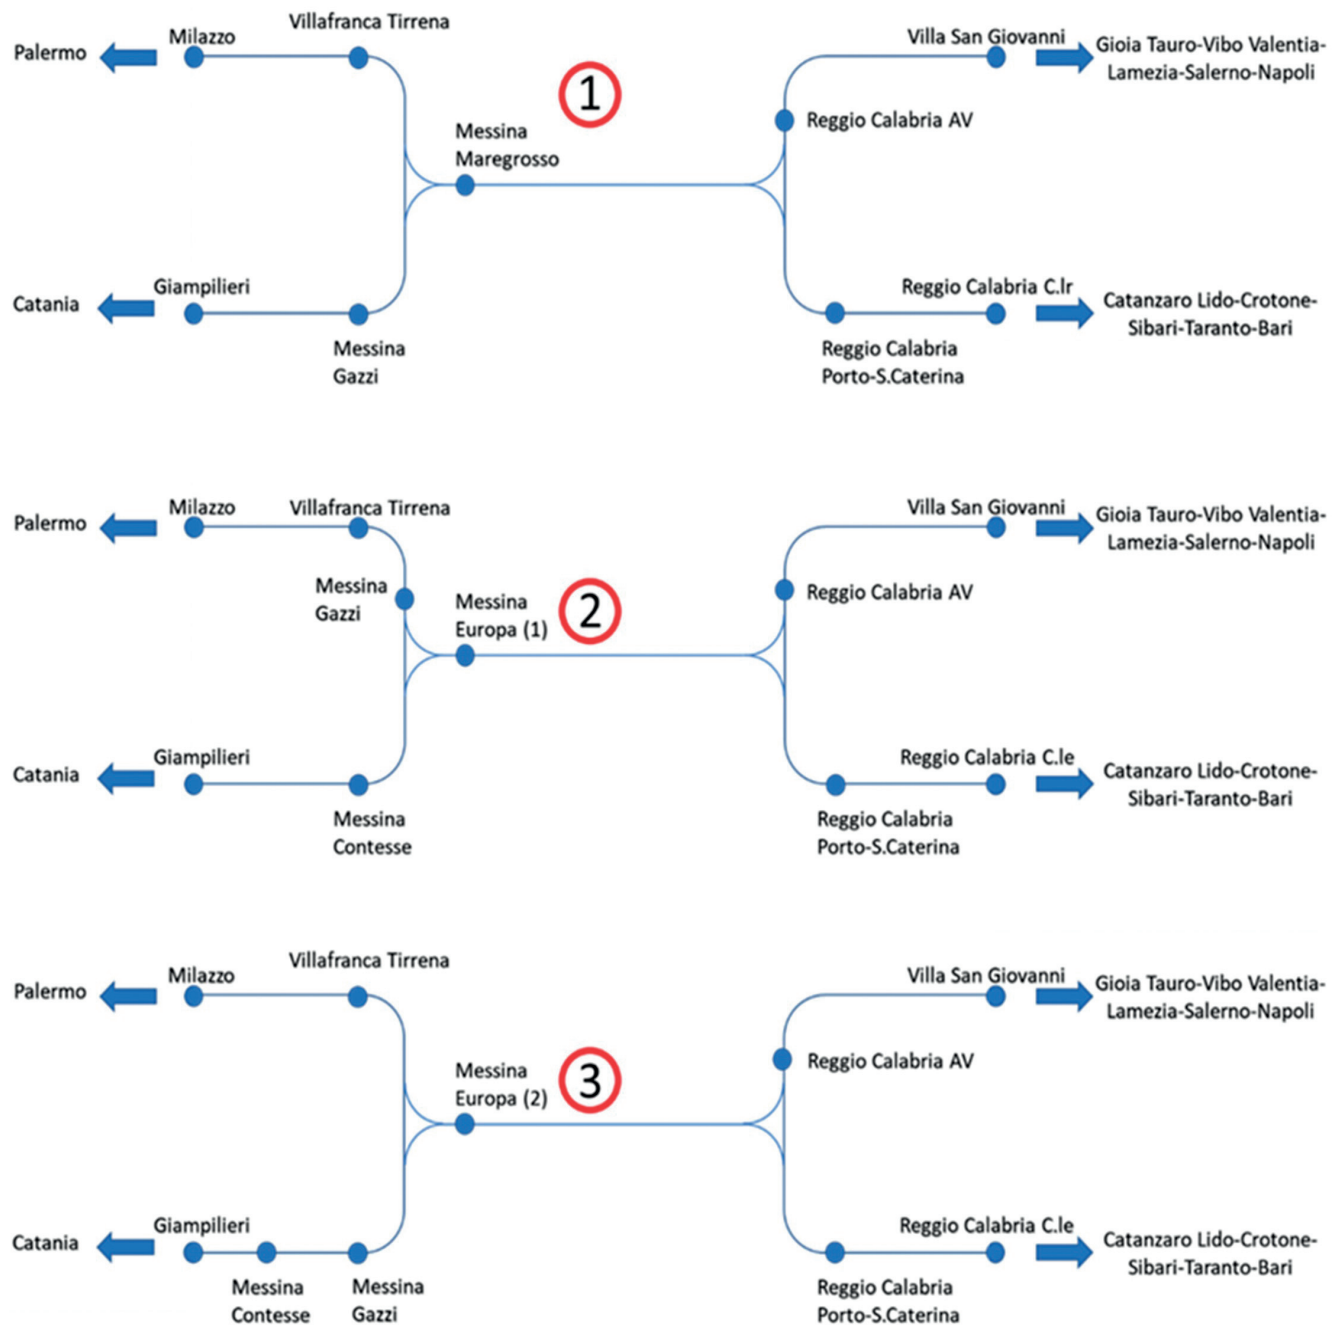 Villafranca Tirrena
Palermo
Milazzo
Villa San Giovanni
Gioia Tauro-Vibo Valentia-
Lamezia-Salerno-Napoli
1
Messina
Maregrosso
Reggio Calabria AV
Catania
Giampilieri
Reggio Calabria C.lr
Catanzaro Lido-Crotone-
Sibari-Taranto-Bari
Messina
Gazzi
Reggio Calabria
Porto-S.Caterina
Palermo
Milazzo
Villafranca Tirrena
Villa San Giovanni
Gioia Tauro-Vibo Valentia-
Lamezia-Salerno-Napoli
Messina
Gazzi
Messina
Europa (1)
2
Reggio Calabria AV
Catania
Giampilieri
Reggio Calabria C.le
Catanzaro Lido-Crotone-
Sibari-Taranto-Bari
Messina
Contesse
Reggio Calabria
Porto-S.Caterina
Villafranca Tirrena
Palermo
Milazzo
Villa San Giovanni
Gioia Tauro-Vibo Valentia-
Lamezia-Salerno-Napoli
Messina
Europa (2)
3
Reggio Calabria AV
Catania
Giampilieri
Reggio Calabria C.le
Catanzaro Lido-Crotone-
Sibari-Taranto-Bari
Messina
Contesse
Messina
Gazzi
Reggio Calabria
Porto-S.Caterina